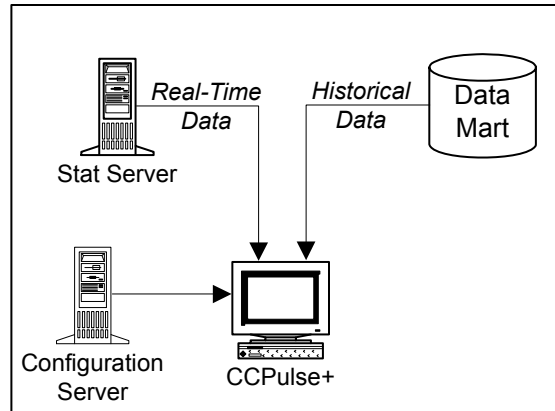 Real-Time
Data
Historical
Data
Data
Mart
Stat Server
Configuration
Server
CCPulse+